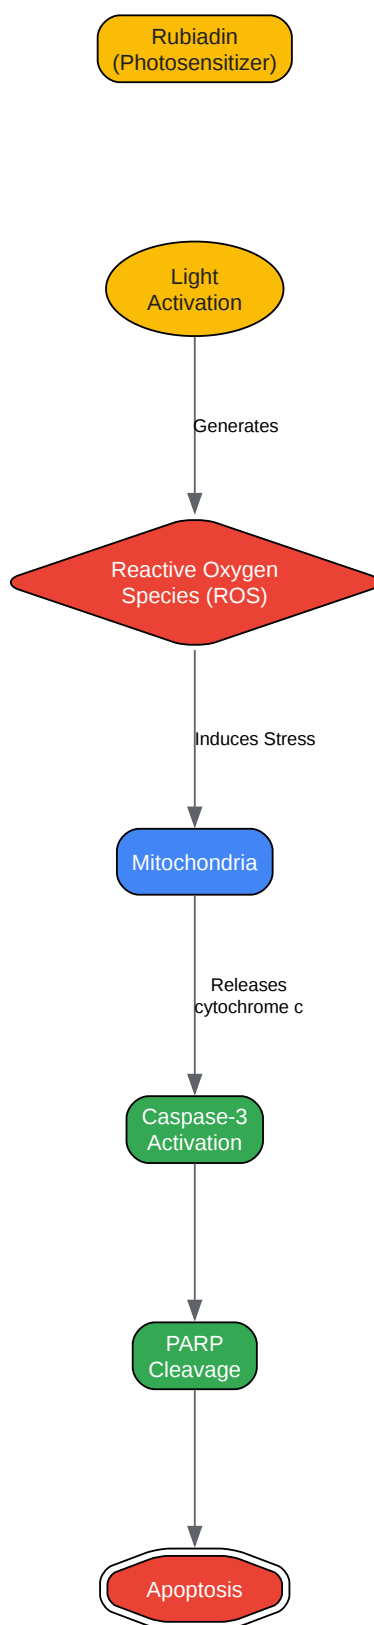 Rubiadin
(Photosensitizer)
Light
Activation
Generates
Reactive Oxygen
Species (ROS)
Induces Stress
Mitochondria
Releases
cytochrome c
Caspase-3
Activation
PARP
Cleavage
Apoptosis